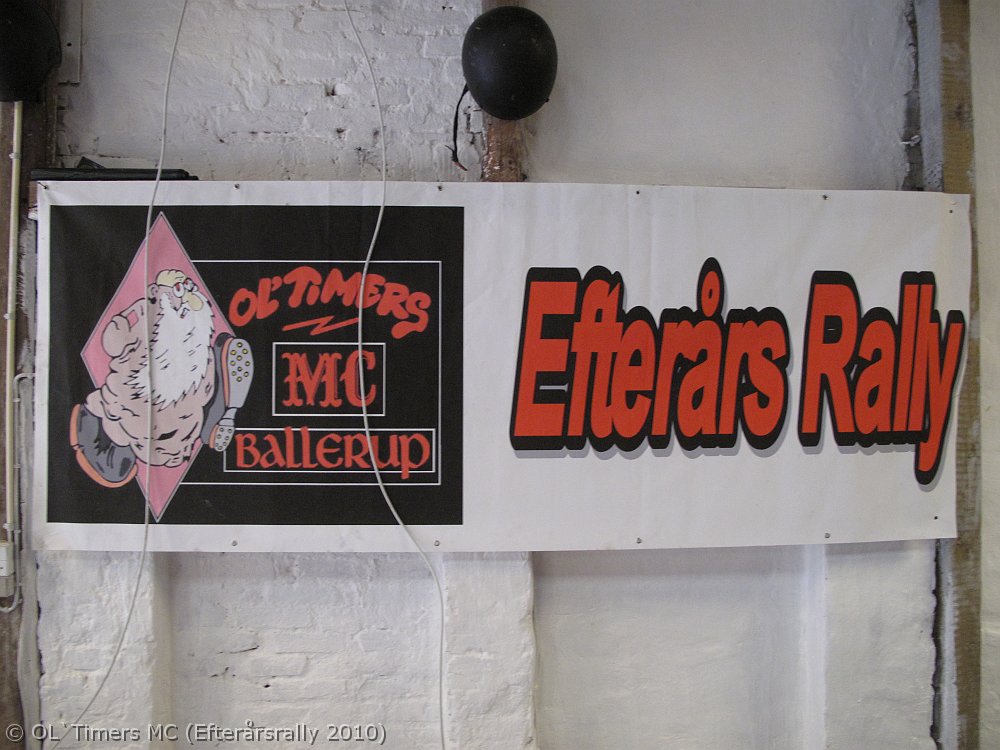 OL'TIMERS
MC
BALLERUP
Efterårs Rally
© OL´Timers MC (Efterårsrally 2010)